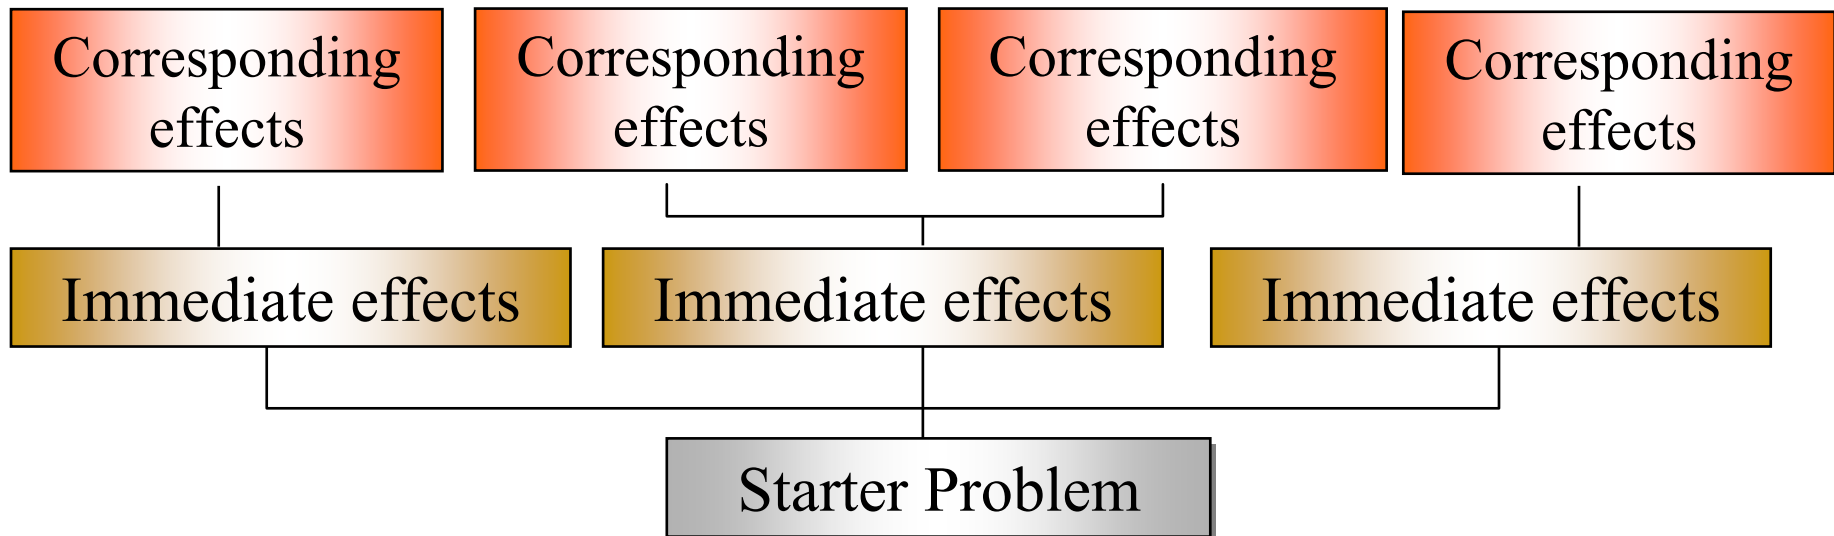 Corresponding
effects
Corresponding
effects
Corresponding
effects
Corresponding
effects
Immediate effects
Immediate effects
Immediate effects
Starter Problem